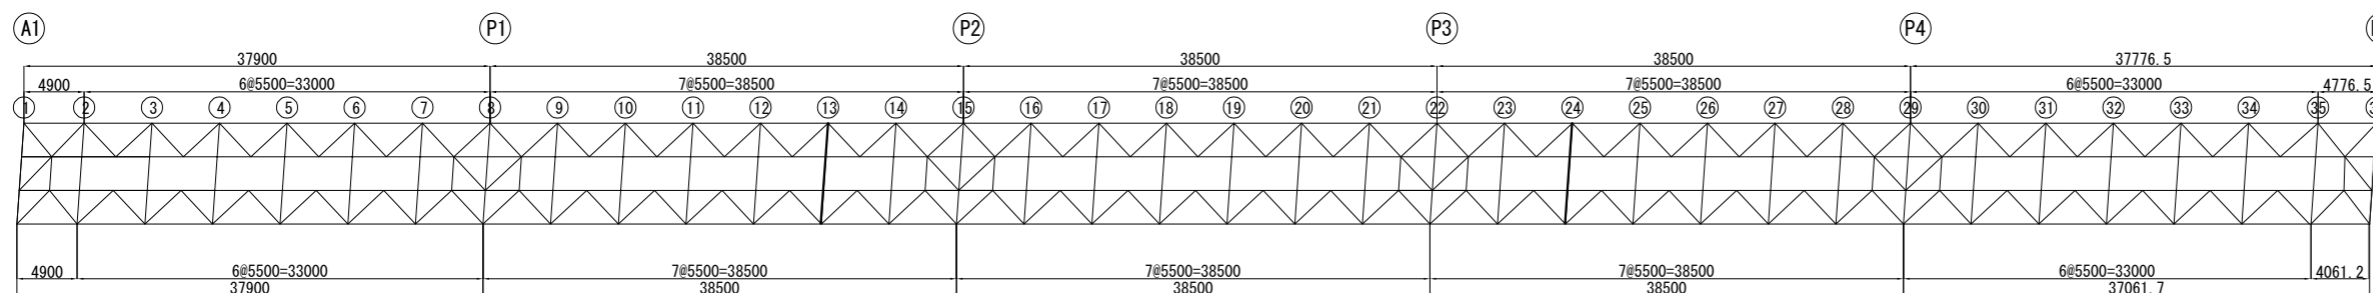 A1 P1 P2 P3 P4
37900 38500 38500 38500 37776.5
4900 6@5500=33000 7@5500=38500 7@5500=38500 7@5500=38500 6@5500=33000 4776.5
① ② ③ ④ ⑤ ⑥ ⑦ ⑧ ⑨ ⑩ ⑪ ⑫ ⑬ ⑭ ⑮ ⑯ ⑰ ⑱ ⑲ ⑳ ㉑ ㉒ ㉓ ㉔ ㉕ ㉖ ㉗ ㉘ ㉙ ㉚ ㉛ ㉜ ㉝ ㉞ ㉟
4900 6@5500=33000 7@5500=38500 7@5500=38500 7@5500=38500 6@5500=33000 4061.2
37900 38500 38500 38500 37061.7